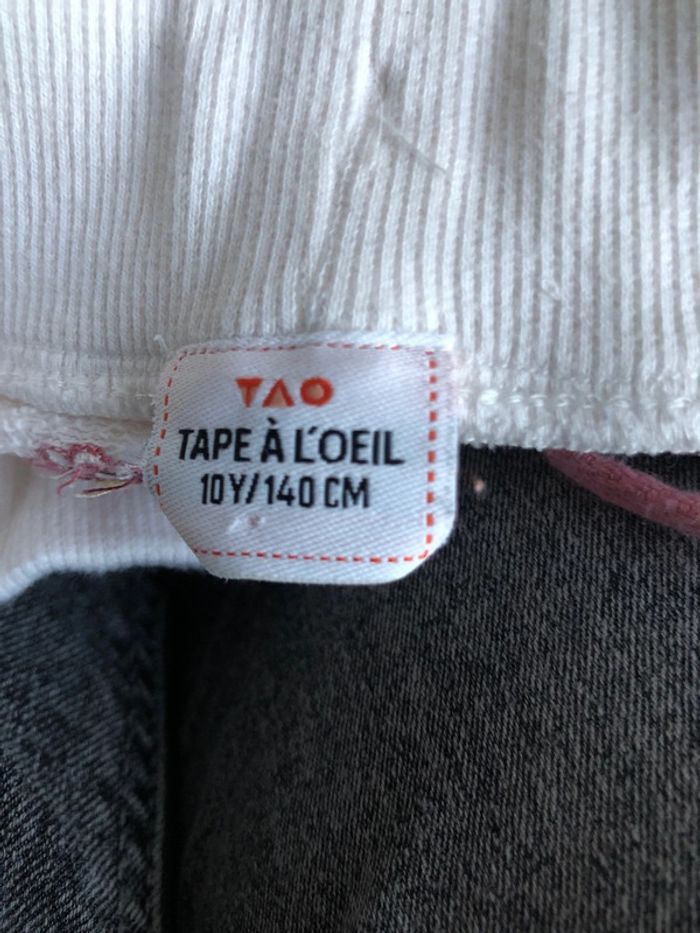 TAO
TAPE À L'OEIL
10Y/140 CM